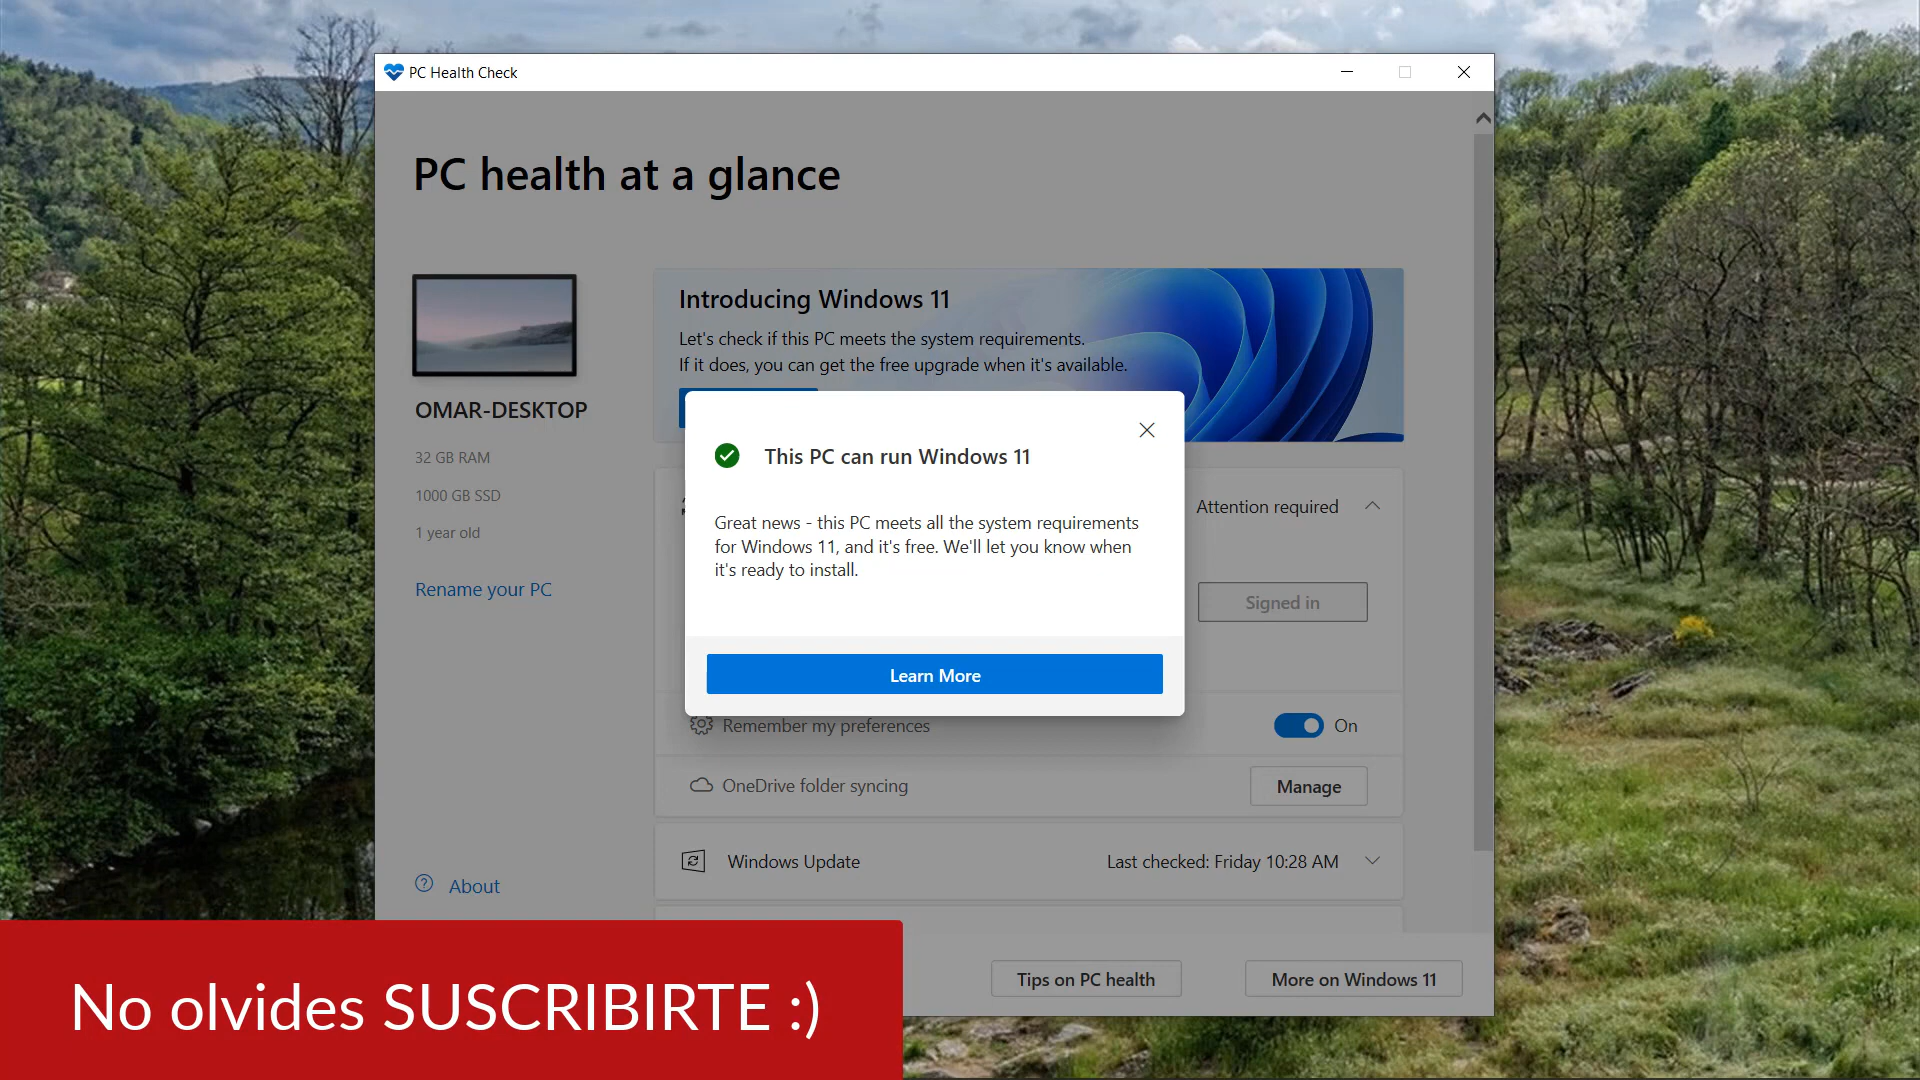 PC Health Check
PC health at a glance
OMAR-DESKTOP
32 GB RAM
1000 GB SSD
1 year old
Rename your PC
About
Introducing Windows 11
Let's check if this PC meets the system requirements.
If it does, you can get the free upgrade when it's available.
This PC can run Windows 11
Great news - this PC meets all the system requirements
for Windows 11, and it's free. We'll let you know when
it's ready to install.
Learn More
Attention required
Signed in
Remember my preferences
On
OneDrive folder syncing
Manage
Windows Update
Last checked: Friday 10:28 AM
Tips on PC health
More on Windows 11
No olvides SUSCRIBIRTE :)